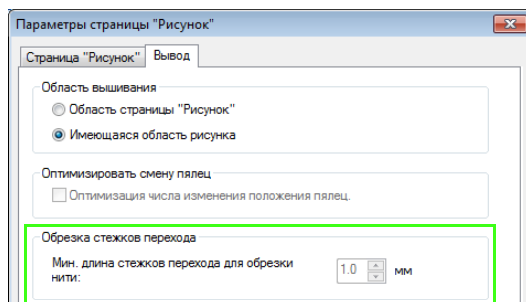 Параметры страницы "Рисунок"
Страница "Рисунок" Вывод
Область вышивания
Область страницы "Рисунок"
Имеющаяся область рисунка
Оптимизировать смену пялец
Оптимизация числа изменения положения пялец.
Обрезка стежков перехода
Мин. длина стежков перехода для обрезки
нити:
1.0 мм